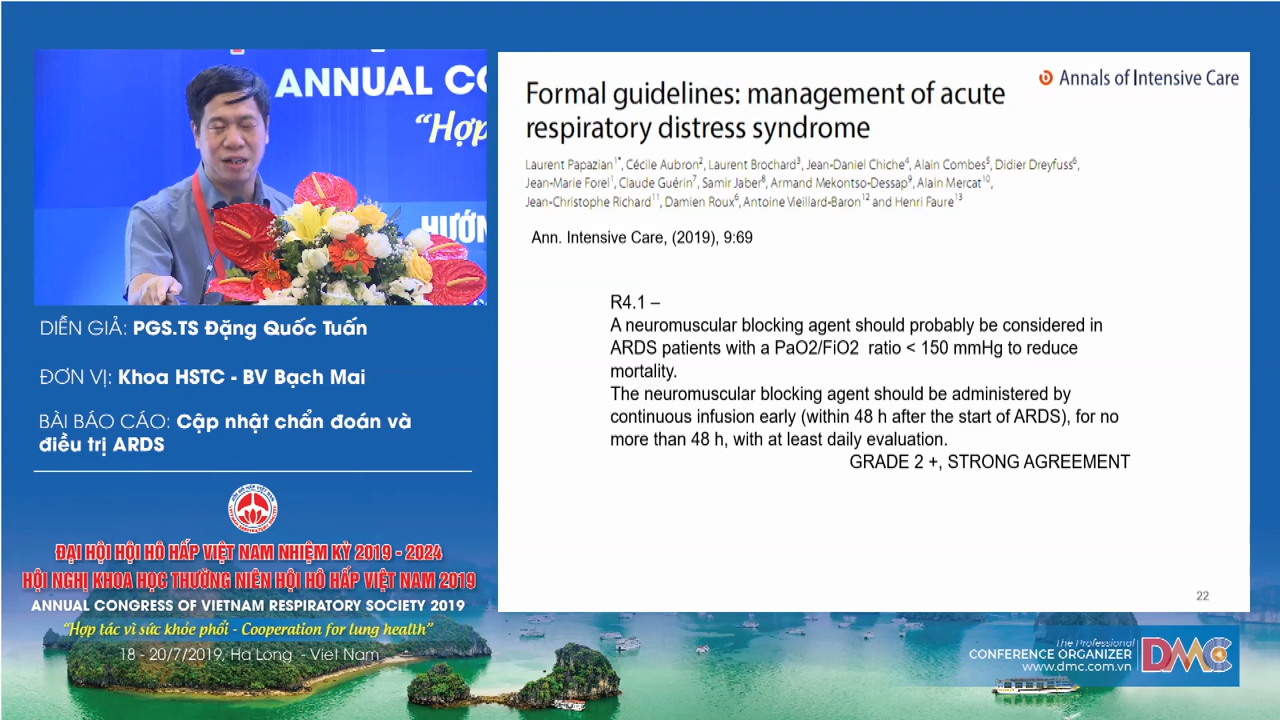 ANNUAL CO
“Hợp
HƯỚN
DIỄN GIẢ: PGS.TS Đặng Quốc Tuấn
ĐƠN VỊ: Khoa HSTC - BV Bạch Mai
BÀI BÁO CÁO: Cập nhật chẩn đoán và
điều trị ARDS
ĐẠI HỘI HỘI HÔ HẤP VIỆT NAM NHIỆM KỲ 2019 - 2024
HỘI NGHỊ KHOA HỌC THƯỜNG NIÊN HỘI HÔ HẤP VIỆT NAM 2019
ANNUAL CONGRESS OF VIETNAM RESPIRATORY SOCIETY 2019
“Hợp tác vì sức khỏe phổi - Cooperation for lung health”
18 - 20/7/2019, Ha Long - Viet Nam
Annals of Intensive Care
Formal guidelines: management of acute
respiratory distress syndrome
Laurent Papazian1*, Cécile Aubron2, Laurent Brochard3, Jean-Daniel Chiche4, Alain Combes5, Didier Dreyfuss6,
Jean-Marie Forel1, Claude Guérin7, Samir Jaber8, Armand Mekontso-Dessap9, Alain Mercat10,
Jean-Christophe Richard11, Damien Roux6, Antoine Vieillard-Baron12 and Henri Faure13
Ann. Intensive Care, (2019), 9:69
R4.1 –
A neuromuscular blocking agent should probably be considered in
ARDS patients with a PaO2/FiO2 ratio < 150 mmHg to reduce
mortality.
The neuromuscular blocking agent should be administered by
continuous infusion early (within 48 h after the start of ARDS), for no
more than 48 h, with at least daily evaluation.
GRADE 2 +, STRONG AGREEMENT
22
The Professional
CONFERENCE ORGANIZER
www.dmc.com.vn
DMC